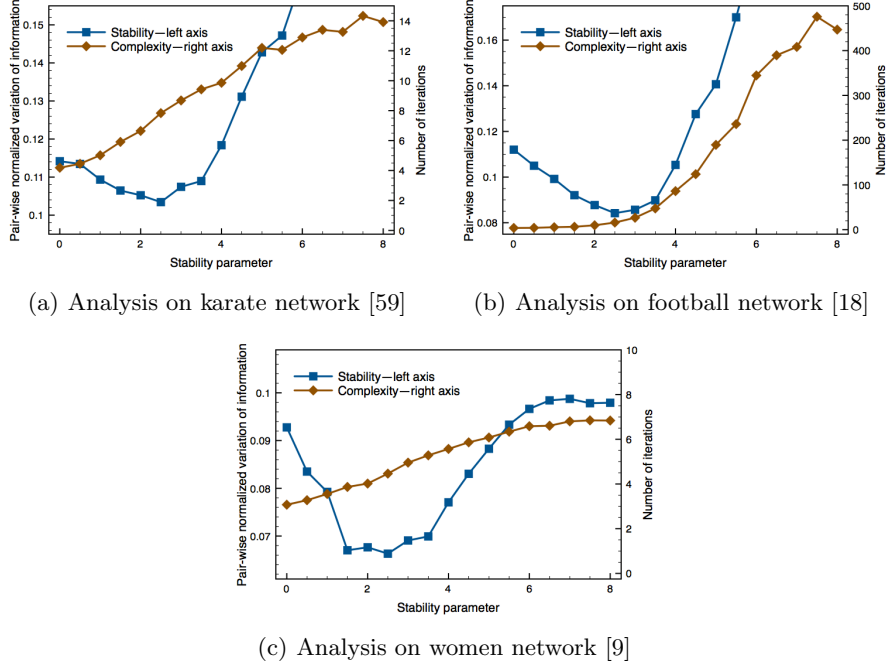 Pair-wise normalized variation of information
0.15
0.14
0.13
0.12
0.11
0.1
Stability—left axis
Complexity—right axis
14
12
10
8
6
4
2
0
Number of iterations
0 2 4 6 8
Stability parameter
(a) Analysis on karate network [59]
Pair-wise normalized variation of information
0.16
0.14
0.12
0.1
0.08
Stability—left axis
Complexity—right axis
500
400
300
200
100
0
Number of iterations
0 2 4 6 8
Stability parameter
(b) Analysis on football network [18]
Pair-wise normalized variation of information
0.1
0.09
0.08
0.07
Stability—left axis
Complexity—right axis
10
8
6
4
2
0
Number of iterations
0 2 4 6 8
Stability parameter
(c) Analysis on women network [9]